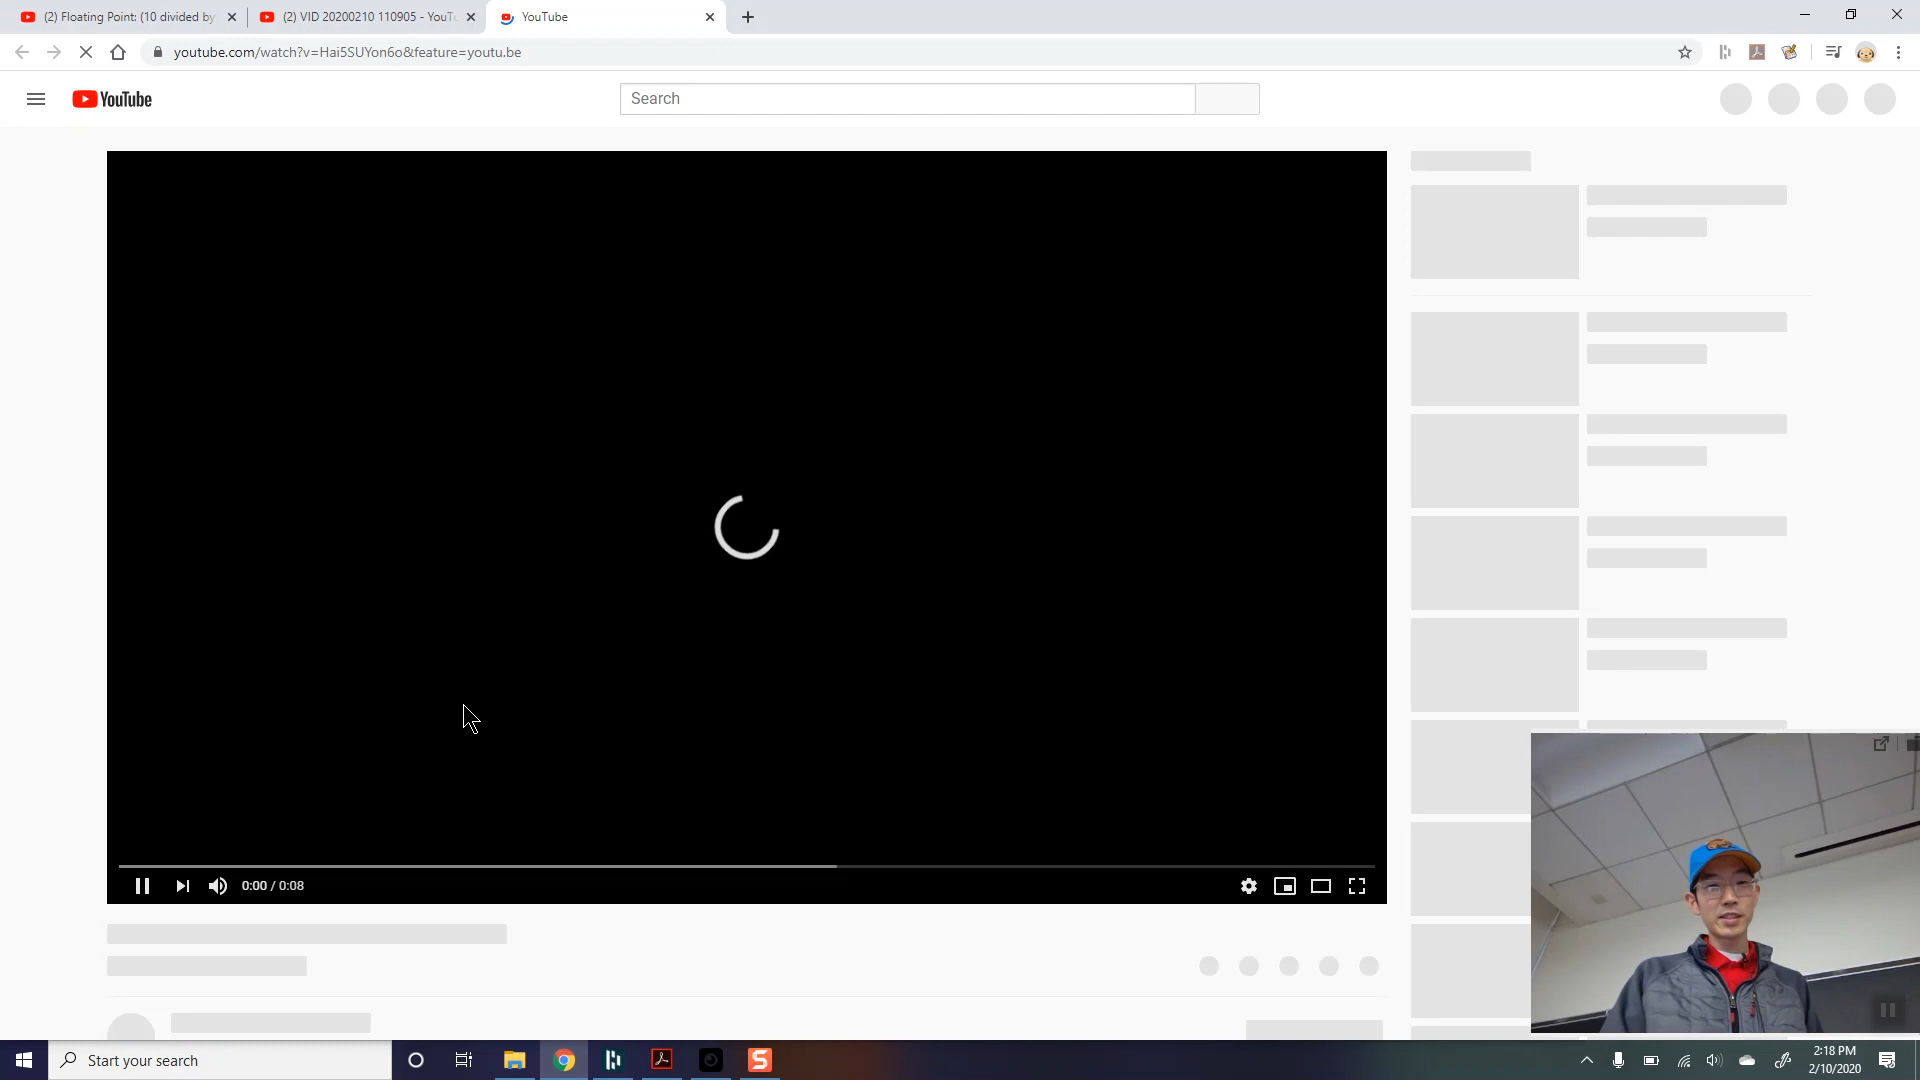 (2) Floating Point: (10 divided by
(2) VID 20200210 110905 - YouTu
YouTube
youtube.com/watch?v=Hai5SUYon6o&feature=youtu.be
YouTube
Search
0:00 / 0:08
Start your search
2:18 PM
2/10/2020